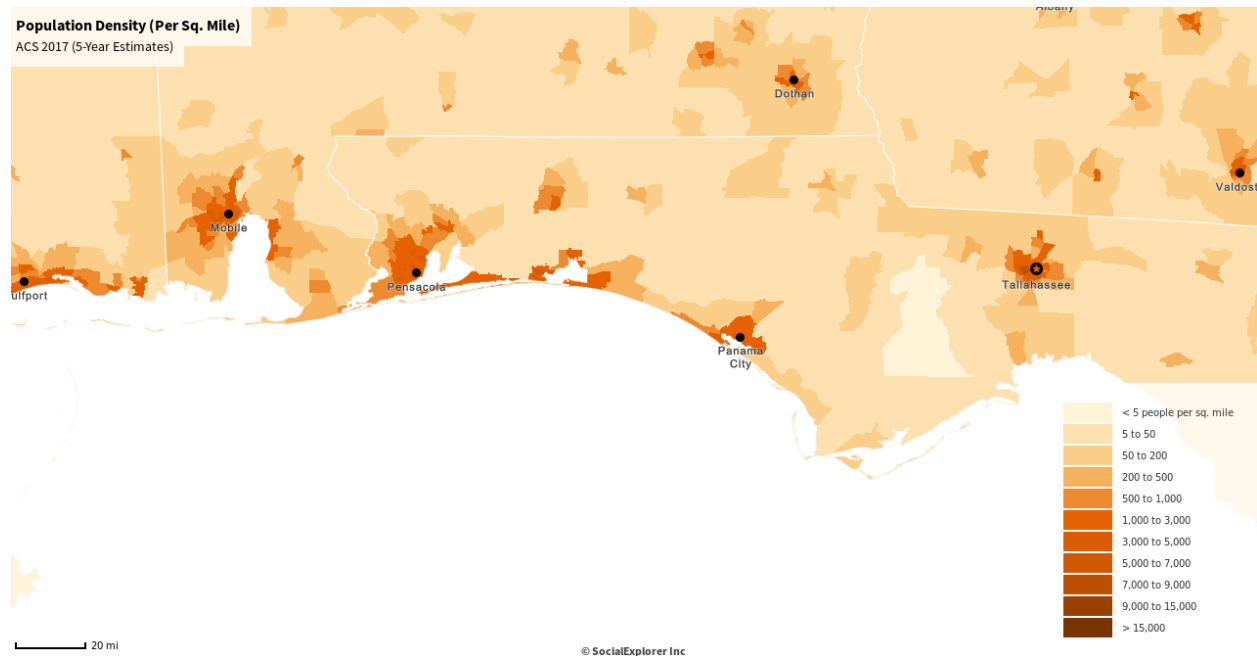 Population Density (Per Sq. Mile)
ACS 2017 (5-Year Estimates)
Albany
Dothan
Valdost
Mobile
Pensacola
Tallahassee
ulfport
Panama
City
< 5 people per sq. mile
5 to 50
50 to 200
200 to 500
500 to 1,000
1,000 to 3,000
3,000 to 5,000
5,000 to 7,000
7,000 to 9,000
9,000 to 15,000
> 15,000
20 mi
© SocialExplorer Inc